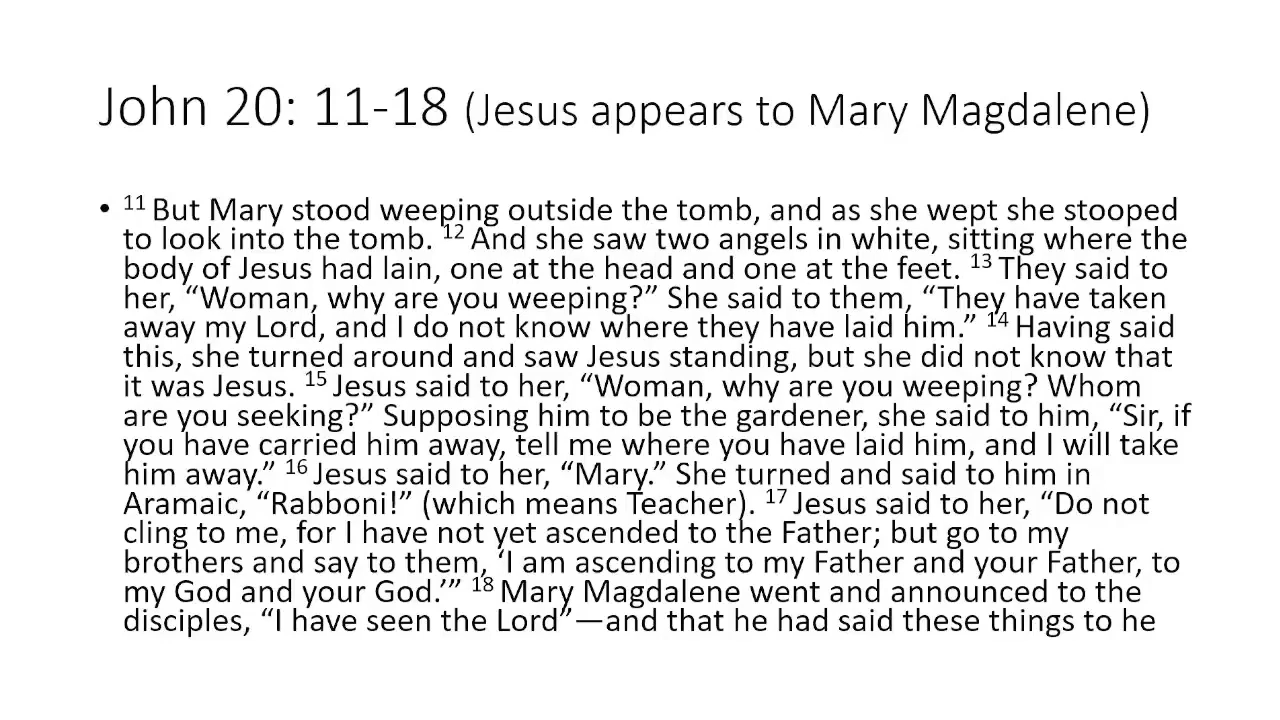 John 20: 11-18 (Jesus appears to Mary Magdalene)
• 11 But Mary stood weeping outside the tomb, and as she wept she stooped
to look into the tomb. 12 And she saw two angels in white, sitting where the
body of Jesus had lain, one at the head and one at the feet. 13 They said to
her, “Woman, why are you weeping?” She said to them, “They have taken
away my Lord, and I do not know where they have laid him.” 14 Having said
this, she turned around and saw Jesus standing, but she did not know that
it was Jesus. 15 Jesus said to her, “Woman, why are you weeping? Whom
are you seeking?” Supposing him to be the gardener, she said to him, “Sir, if
you have carried him away, tell me where you have laid him, and I will take
him away.” 16 Jesus said to her, “Mary.” She turned and said to him in
Aramaic, “Rabboni!” (which means Teacher). 17 Jesus said to her, “Do not
cling to me, for I have not yet ascended to the Father; but go to my
brothers and say to them, ‘I am ascending to my Father and your Father, to
my God and your God.’” 18 Mary Magdalene went and announced to the
disciples, “I have seen the Lord”—and that he had said these things to he